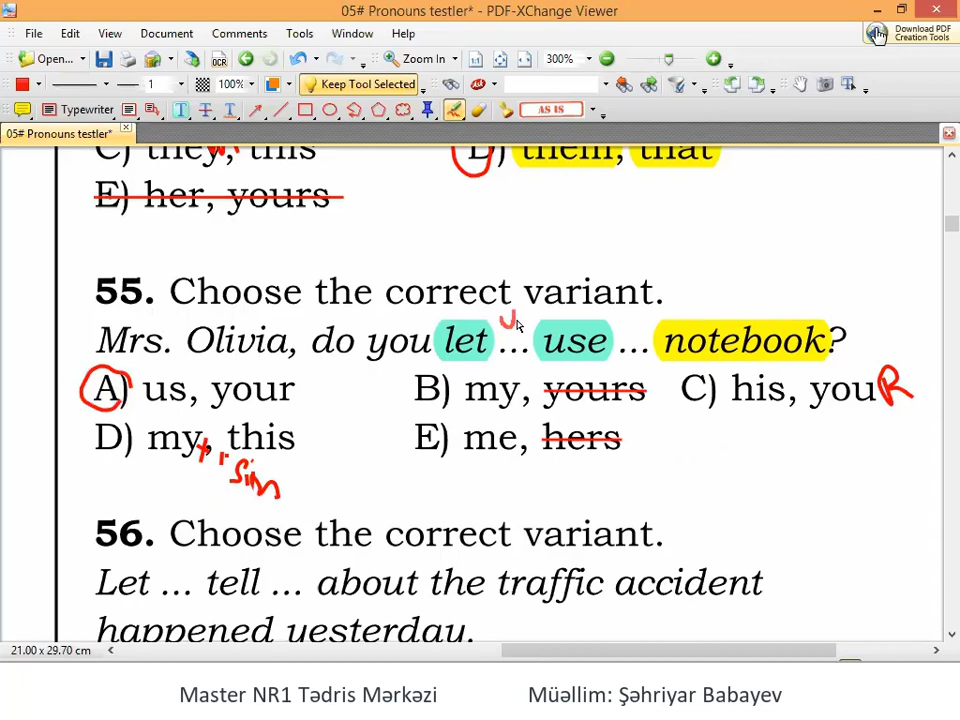 05# Pronouns testler* - PDF-XChange Viewer
File Edit View Document Comments Tools Window Help
Download PDF Creation Tools
Open... OCR Zoom In 300%
1 100% Keep Tool Selected
Typewriter AS IS
05# Pronouns testler*
C) they, this D) them, that
E) her, yours
55. Choose the correct variant.
Mrs. Olivia, do you let ... use ... notebook?
A) us, your B) my, yours C) his, you R
D) my, this E) me, hers
+ i. sim
56. Choose the correct variant.
Let ... tell ... about the traffic accident
happened yesterday.
21.00 x 29.70 cm
Master NR1 Tədris Mərkəzi Müəllim: Şəhriyar Babayev